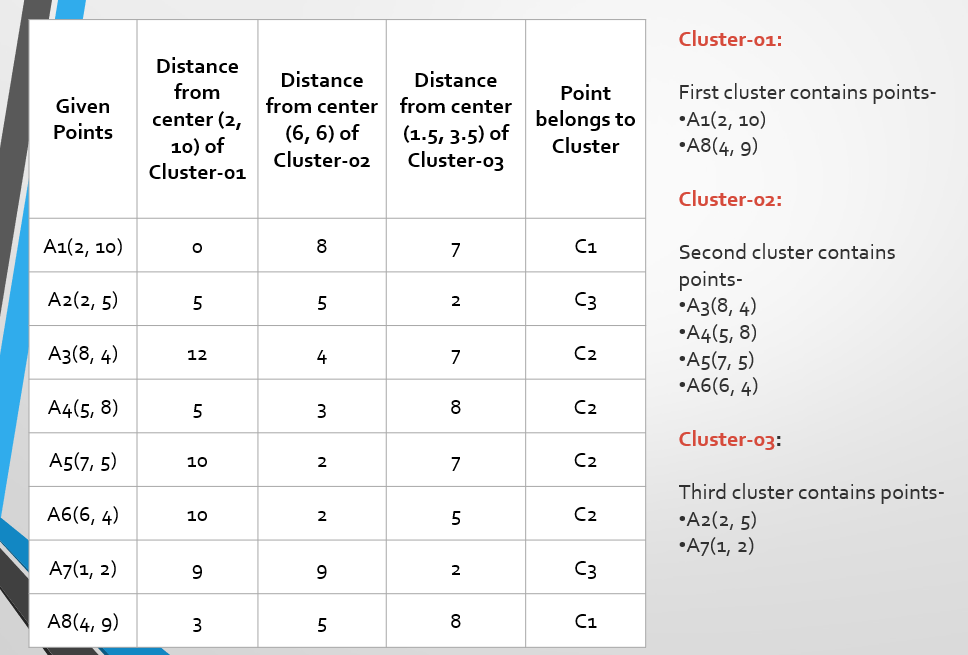 Given Points
Distance from center (2, 10) of Cluster-01
Distance from center (6, 6) of Cluster-02
Distance from center (1.5, 3.5) of Cluster-03
Point belongs to Cluster
A1(2, 10) 0 8 7 C1
A2(2, 5) 5 5 2 C3
A3(8, 4) 12 4 7 C2
A4(5, 8) 5 3 8 C2
A5(7, 5) 10 2 7 C2
A6(6, 4) 10 2 5 C2
A7(1, 2) 9 9 2 C3
A8(4, 9) 3 5 8 C1
Cluster-01:
First cluster contains points-
•A1(2, 10)
•A8(4, 9)
Cluster-02:
Second cluster contains
points-
•A3(8, 4)
•A4(5, 8)
•A5(7, 5)
•A6(6, 4)
Cluster-03:
Third cluster contains points-
•A2(2, 5)
•A7(1, 2)